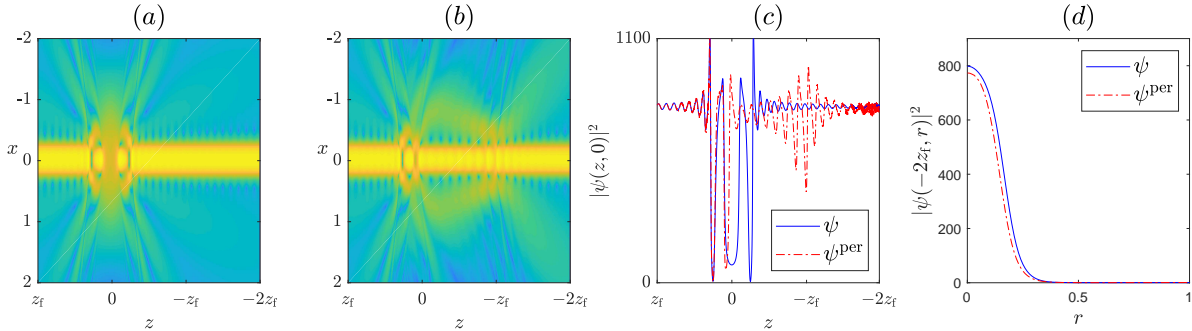 (a)
-2
-1
x 0
1
2
z_f 0 −z_f −2z_f
z
(b)
-2
-1
x 0
1
2
z_f 0 −z_f −2z_f
z
(c)
1100
|ψ(z, 0)|²
0
ψ
ψ^per
z_f 0 −z_f −2z_f
z
(d)
800
600
400
200
0
|ψ(−2z_f, r)|²
ψ
ψ^per
0 0.5 1
r